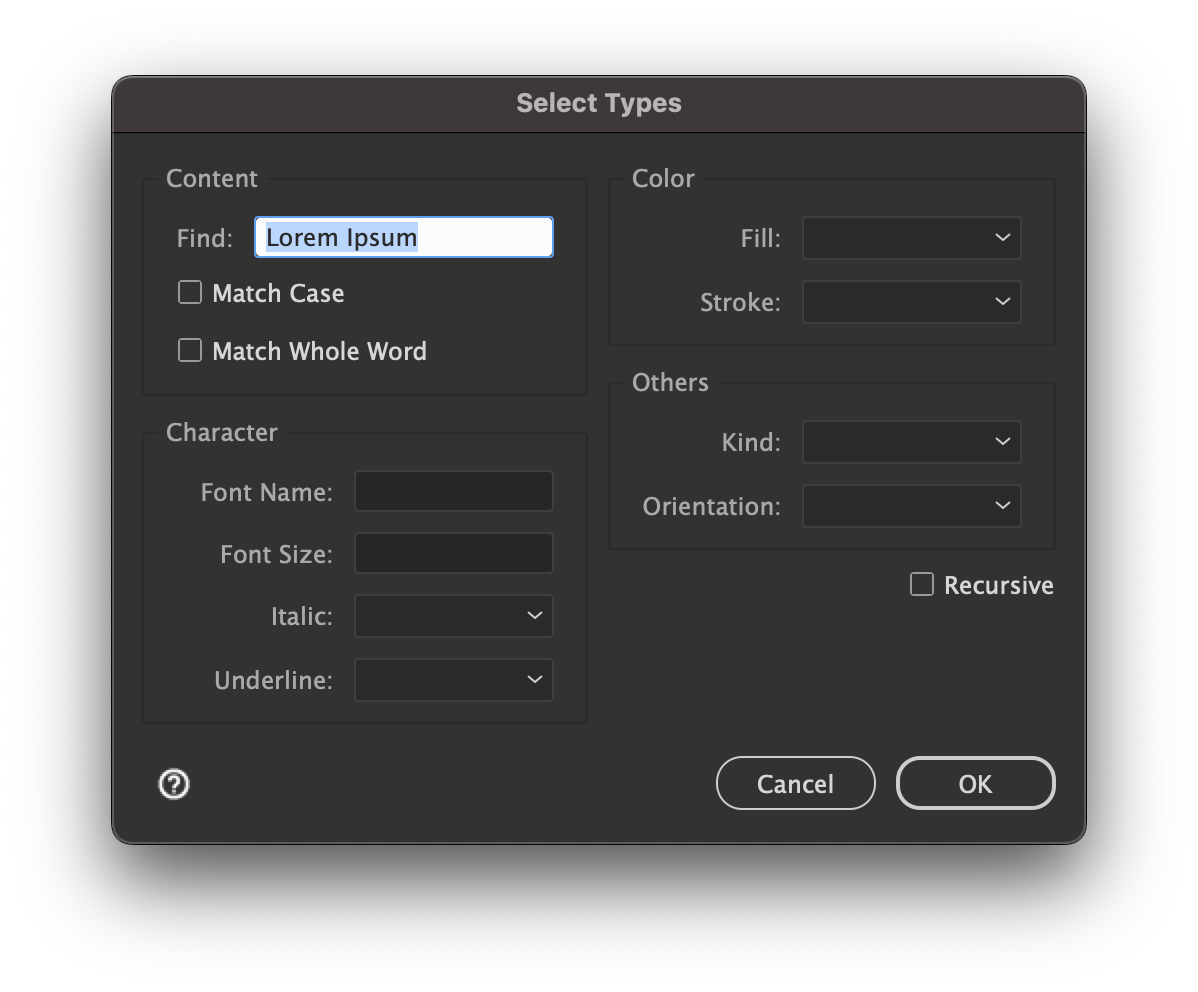 Select Types
Content
Find: Lorem Ipsum
Match Case
Match Whole Word
Character
Font Name:
Font Size:
Italic:
Underline:
Color
Fill:
Stroke:
Others
Kind:
Orientation:
Recursive
?
Cancel
OK